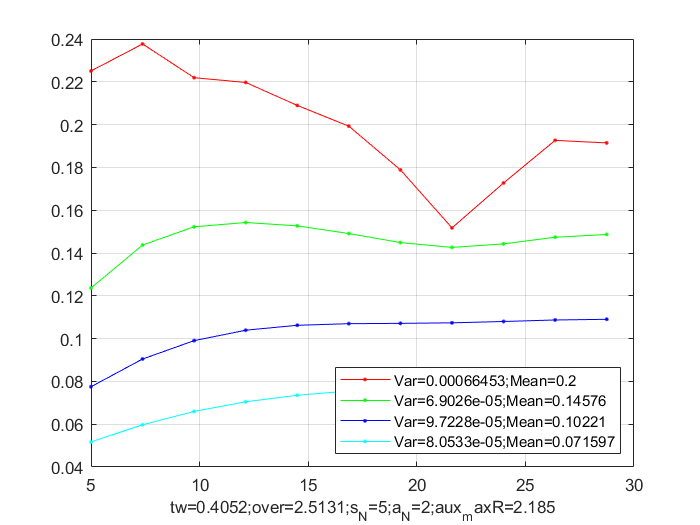 0.24
0.22
0.2
0.18
0.16
0.14
0.12
0.1
0.08
0.06
0.04
Var=0.00066453;Mean=0.2
Var=6.9026e-05;Mean=0.14576
Var=9.7228e-05;Mean=0.10221
Var=8.0533e-05;Mean=0.071597
5 10 15 20 25 30
tw=0.4052;over=2.5131;s_N=5;a_N=2;aux_maxR=2.185